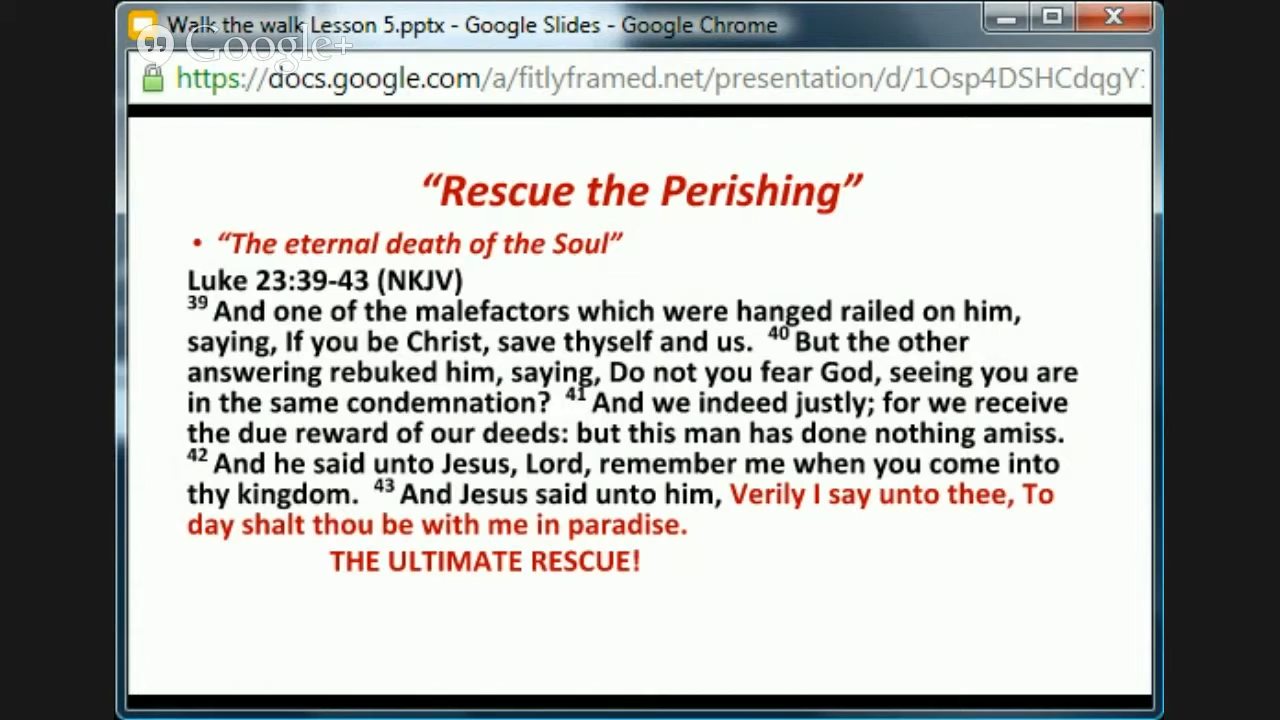 Walk the walk Lesson 5.pptx - Google Slides - Google Chrome
Google+
https://docs.google.com/a/fitlyframed.net/presentation/d/1Osp4DSHCdqgY
“Rescue the Perishing”
• “The eternal death of the Soul”
Luke 23:39-43 (NKJV)
39 And one of the malefactors which were hanged railed on him,
saying, If you be Christ, save thyself and us. 40 But the other
answering rebuked him, saying, Do not you fear God, seeing you are
in the same condemnation? 41 And we indeed justly; for we receive
the due reward of our deeds: but this man has done nothing amiss.
42 And he said unto Jesus, Lord, remember me when you come into
thy kingdom. 43 And Jesus said unto him, Verily I say unto thee, To
day shalt thou be with me in paradise.
THE ULTIMATE RESCUE!